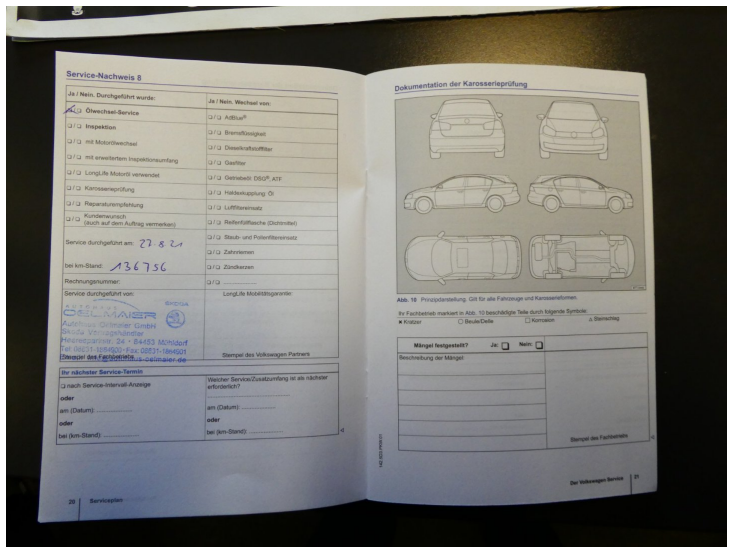 Service-Nachweis 8
Ja / Nein. Durchgeführt wurde:
Ölwechsel-Service
Inspektion
mit Motorölwechsel
mit erweitertem Inspektionsumfang
LongLife Motoröl verwendet
Karosserieprüfung
Reparaturempfehlung
Kundenwunsch
(auch auf dem Auftrag vermerken)
Service durchgeführt am: 27.8.21
bei km-Stand: 136756
Rechnungsnummer:
Service durchgeführt von:
ŠKODA
AUTOHAUS
OELMAIER
Autohaus Oelmaier GmbH
Skoda Vertragshändler
84453 Mühldorf
Stempel des Fachbetriebs
Ja / Nein. Wechsel von:
AdBlue®
Bremsflüssigkeit
Dieselkraftstofffilter
Gasfilter
Getriebeöl: DSG®, ATF
Haldexkupplung: Öl
Luftfiltereinsatz
Reifenfüllflasche (Dichtmittel)
Staub- und Pollenfiltereinsatz
Zahnriemen
Zündkerzen
LongLife Mobilitätsgarantie:
Stempel des Volkswagen Partners
Ihr nächster Service-Termin
nach Service-Intervall-Anzeige
oder
am (Datum):
oder
bei (km-Stand):
Welcher Service/Zusatzumfang ist als nächster
erforderlich?
am (Datum):
oder
bei (km-Stand):
20 Serviceplan
Dokumentation der Karosserieprüfung
Abb. 10 Prinzipdarstellung: Gilt für alle Fahrzeuge und Karosserieformen.
Ihr Fachbetrieb markiert in Abb. 10 beschädigte Teile durch folgende Symbole:
Kratzer Beule/Delle Korrosion Steinschlag
Mängel festgestellt? Ja: Nein:
Beschreibung der Mängel:
Stempel des Fachbetriebs
Der Volkswagen Service 21